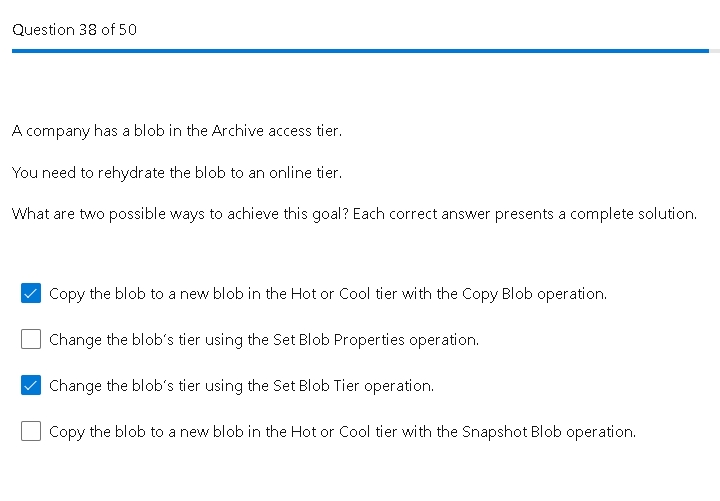 Question 38 of 50
A company has a blob in the Archive access tier.
You need to rehydrate the blob to an online tier.
What are two possible ways to achieve this goal? Each correct answer presents a complete solution.
Copy the blob to a new blob in the Hot or Cool tier with the Copy Blob operation.
Change the blob's tier using the Set Blob Properties operation.
Change the blob's tier using the Set Blob Tier operation.
Copy the blob to a new blob in the Hot or Cool tier with the Snapshot Blob operation.